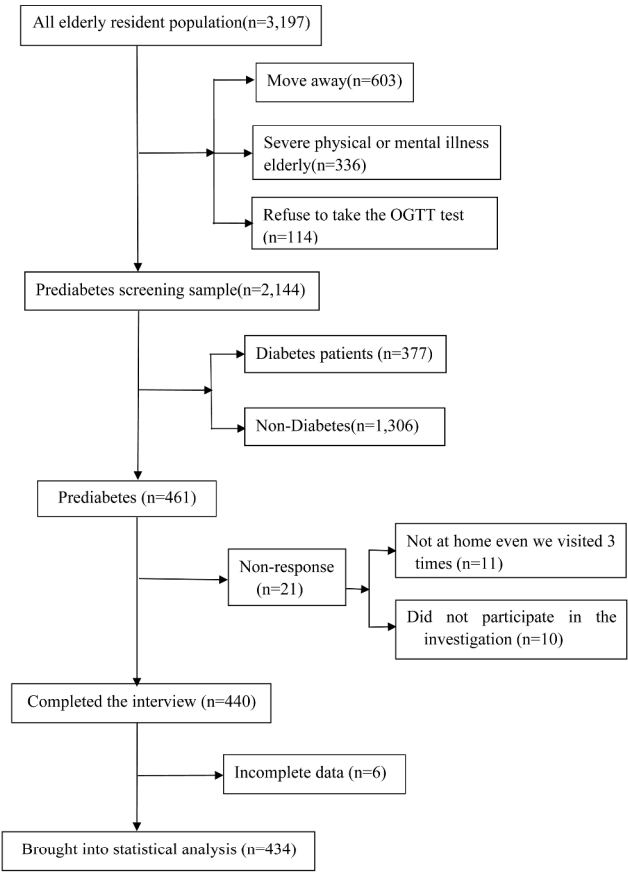 All elderly resident population(n=3,197)
Move away(n=603)
Severe physical or mental illness
elderly(n=336)
Refuse to take the OGTT test
(n=114)
Prediabetes screening sample(n=2,144)
Diabetes patients (n=377)
Non-Diabetes(n=1,306)
Prediabetes (n=461)
Non-response
(n=21)
Not at home even we visited 3
times (n=11)
Did not participate in the
investigation (n=10)
Completed the interview (n=440)
Incomplete data (n=6)
Brought into statistical analysis (n=434)